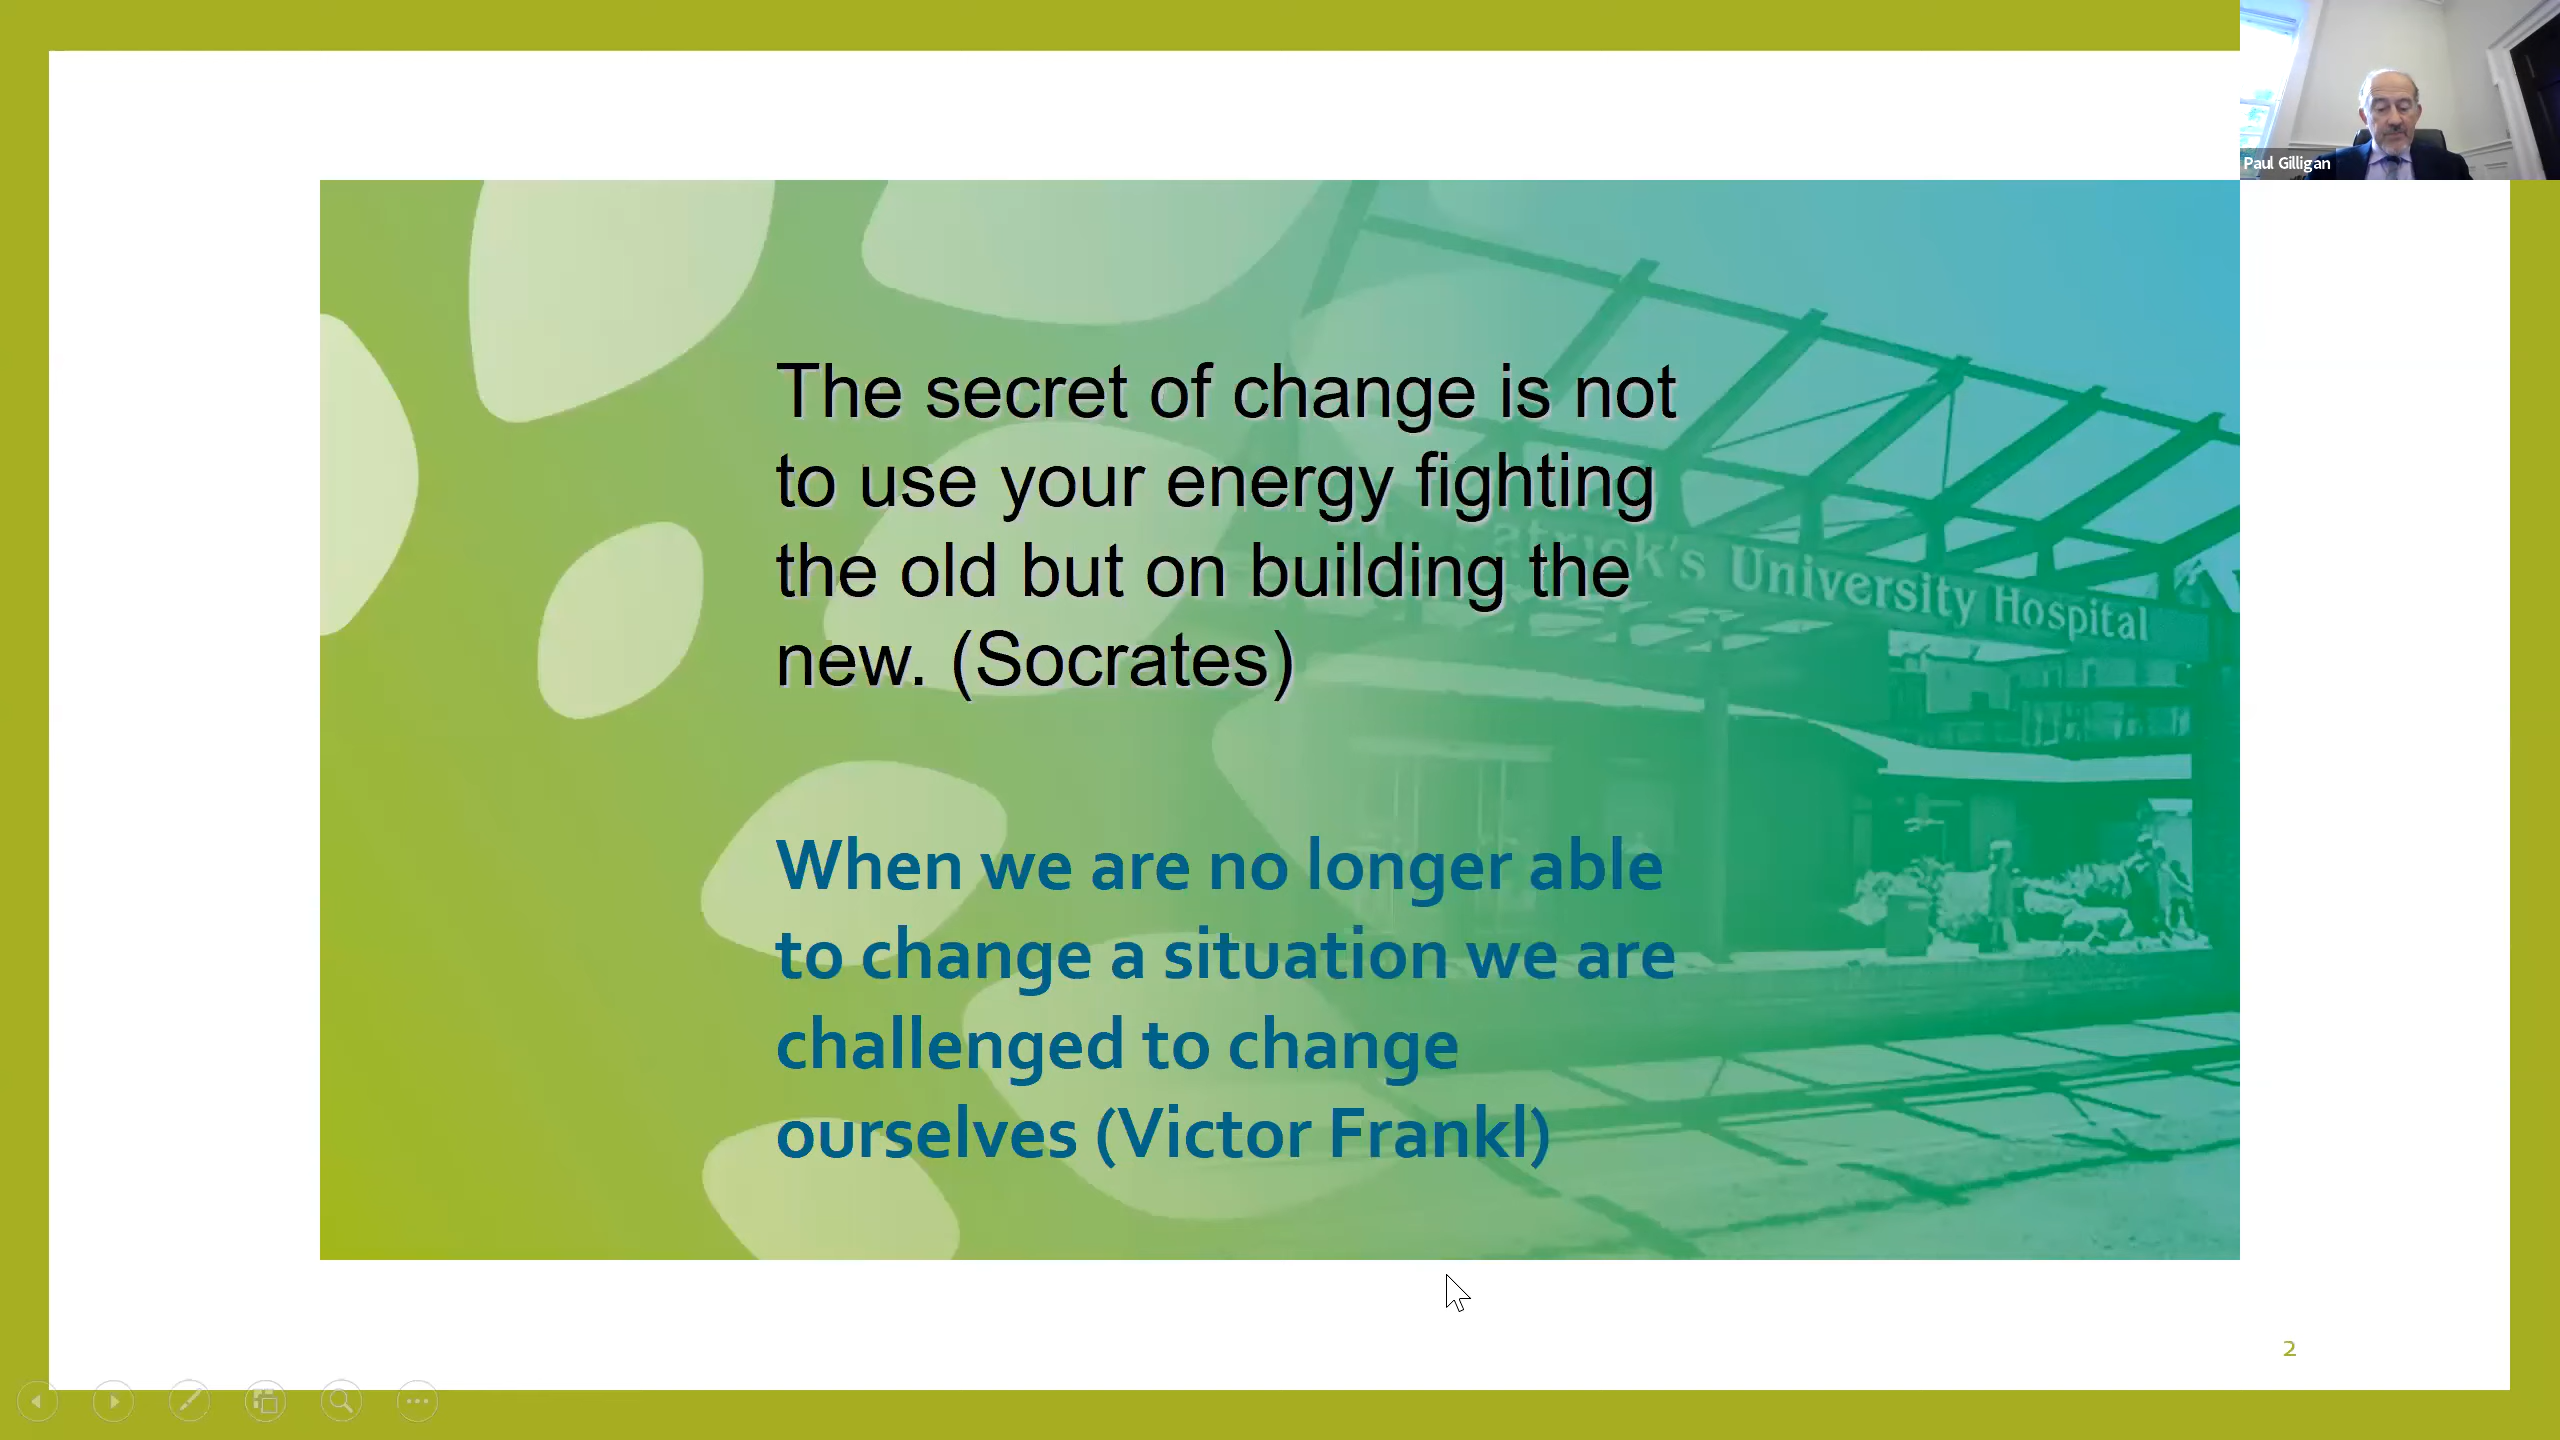 Paul Gilligan
The secret of change is not
to use your energy fighting
the old but on building the
new. (Socrates)
trick's University Hospital
When we are no longer able
to change a situation we are
challenged to change
ourselves (Victor Frankl)
2